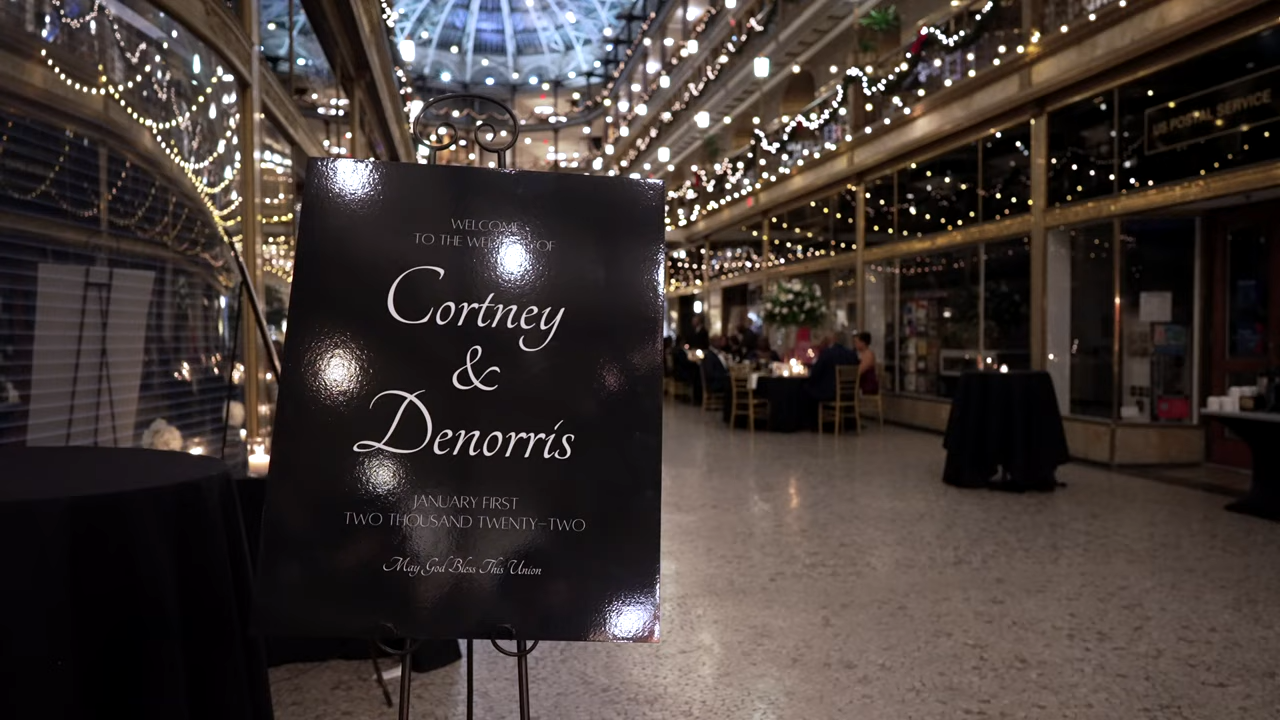 WELCOME
TO THE WEDDING OF
Cortney
&
Denorris
JANUARY FIRST
TWO THOUSAND TWENTY-TWO
May God Bless This Union
US POSTAL SERVICE